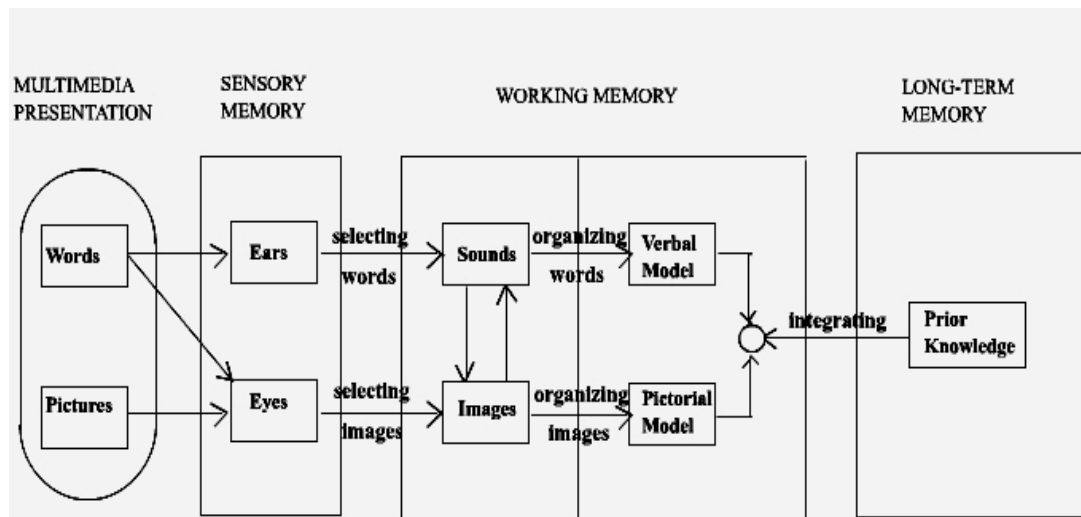 MULTIMEDIA
PRESENTATION
SENSORY
MEMORY
WORKING MEMORY
LONG-TERM
MEMORY
Words
Ears
selecting
words
Sounds
organizing
words
Verbal
Model
integrating
Prior
Knowledge
Pictures
Eyes
selecting
images
Images
organizing
images
Pictorial
Model